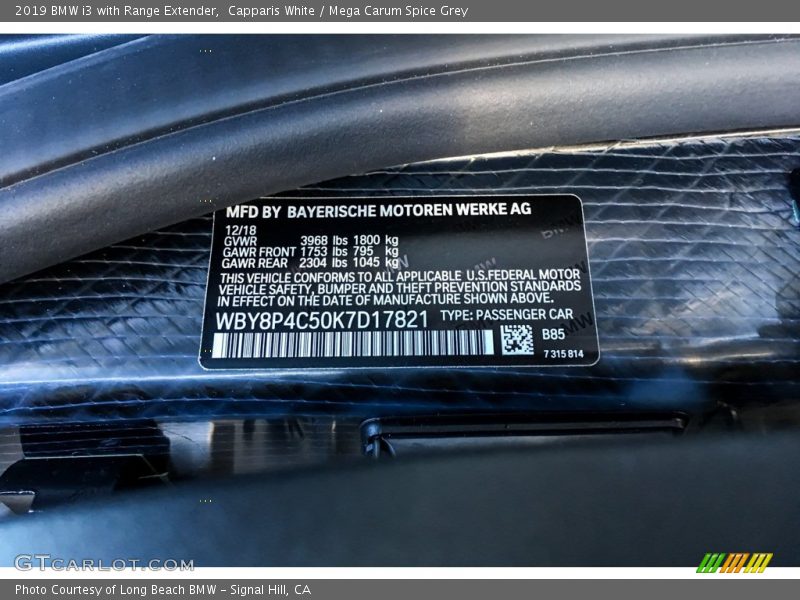 2019 BMW i3 with Range Extender, Capparis White / Mega Carum Spice Grey
MFD BY BAYERISCHE MOTOREN WERKE AG
12/18
GVWR 3968 lbs 1800 kg
GAWR FRONT 1753 lbs 795 kg
GAWR REAR 2304 lbs 1045 kg
THIS VEHICLE CONFORMS TO ALL APPLICABLE U.S.FEDERAL MOTOR
VEHICLE SAFETY, BUMPER AND THEFT PREVENTION STANDARDS
IN EFFECT ON THE DATE OF MANUFACTURE SHOWN ABOVE.
WBY8P4C50K7D17821 TYPE: PASSENGER CAR
B85
7 315 814
GTCARLOT.COM
Photo Courtesy of Long Beach BMW - Signal Hill, CA